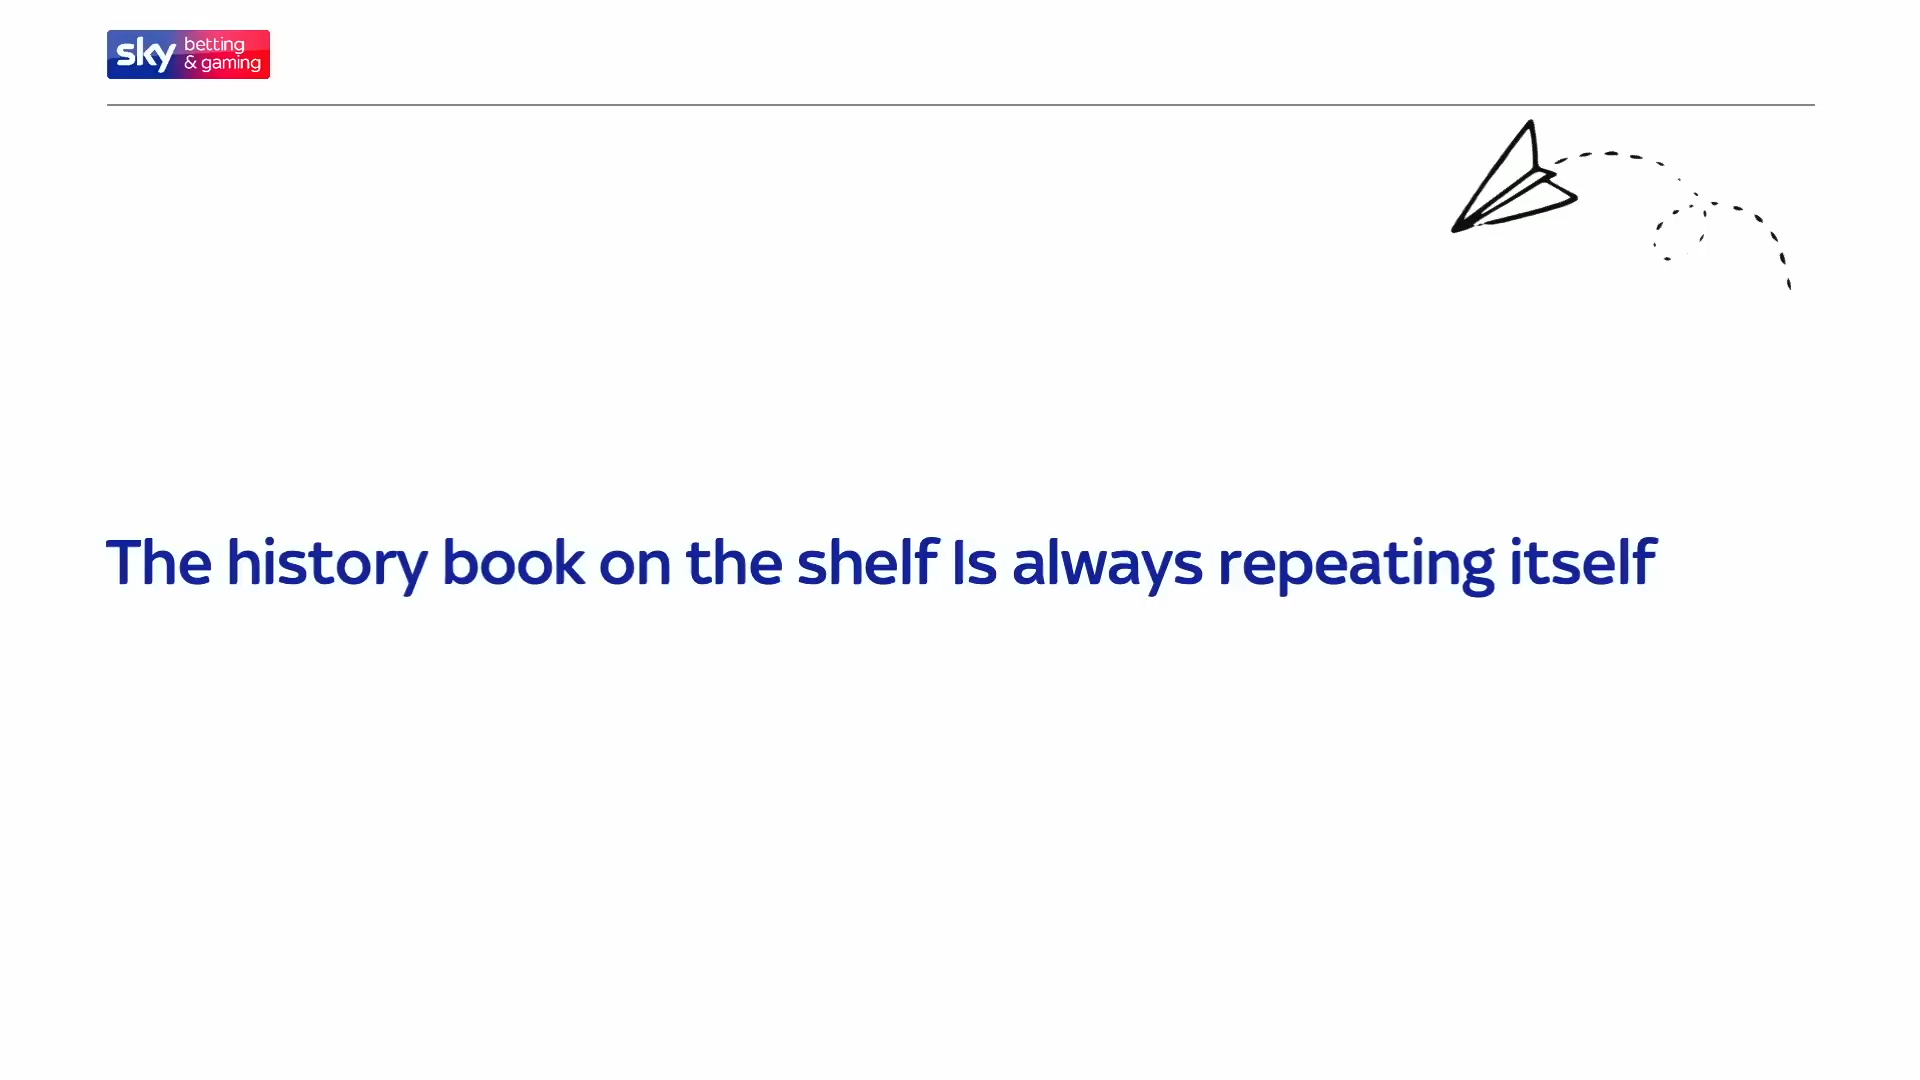 sky betting
& gaming
The history book on the shelf Is always repeating itself